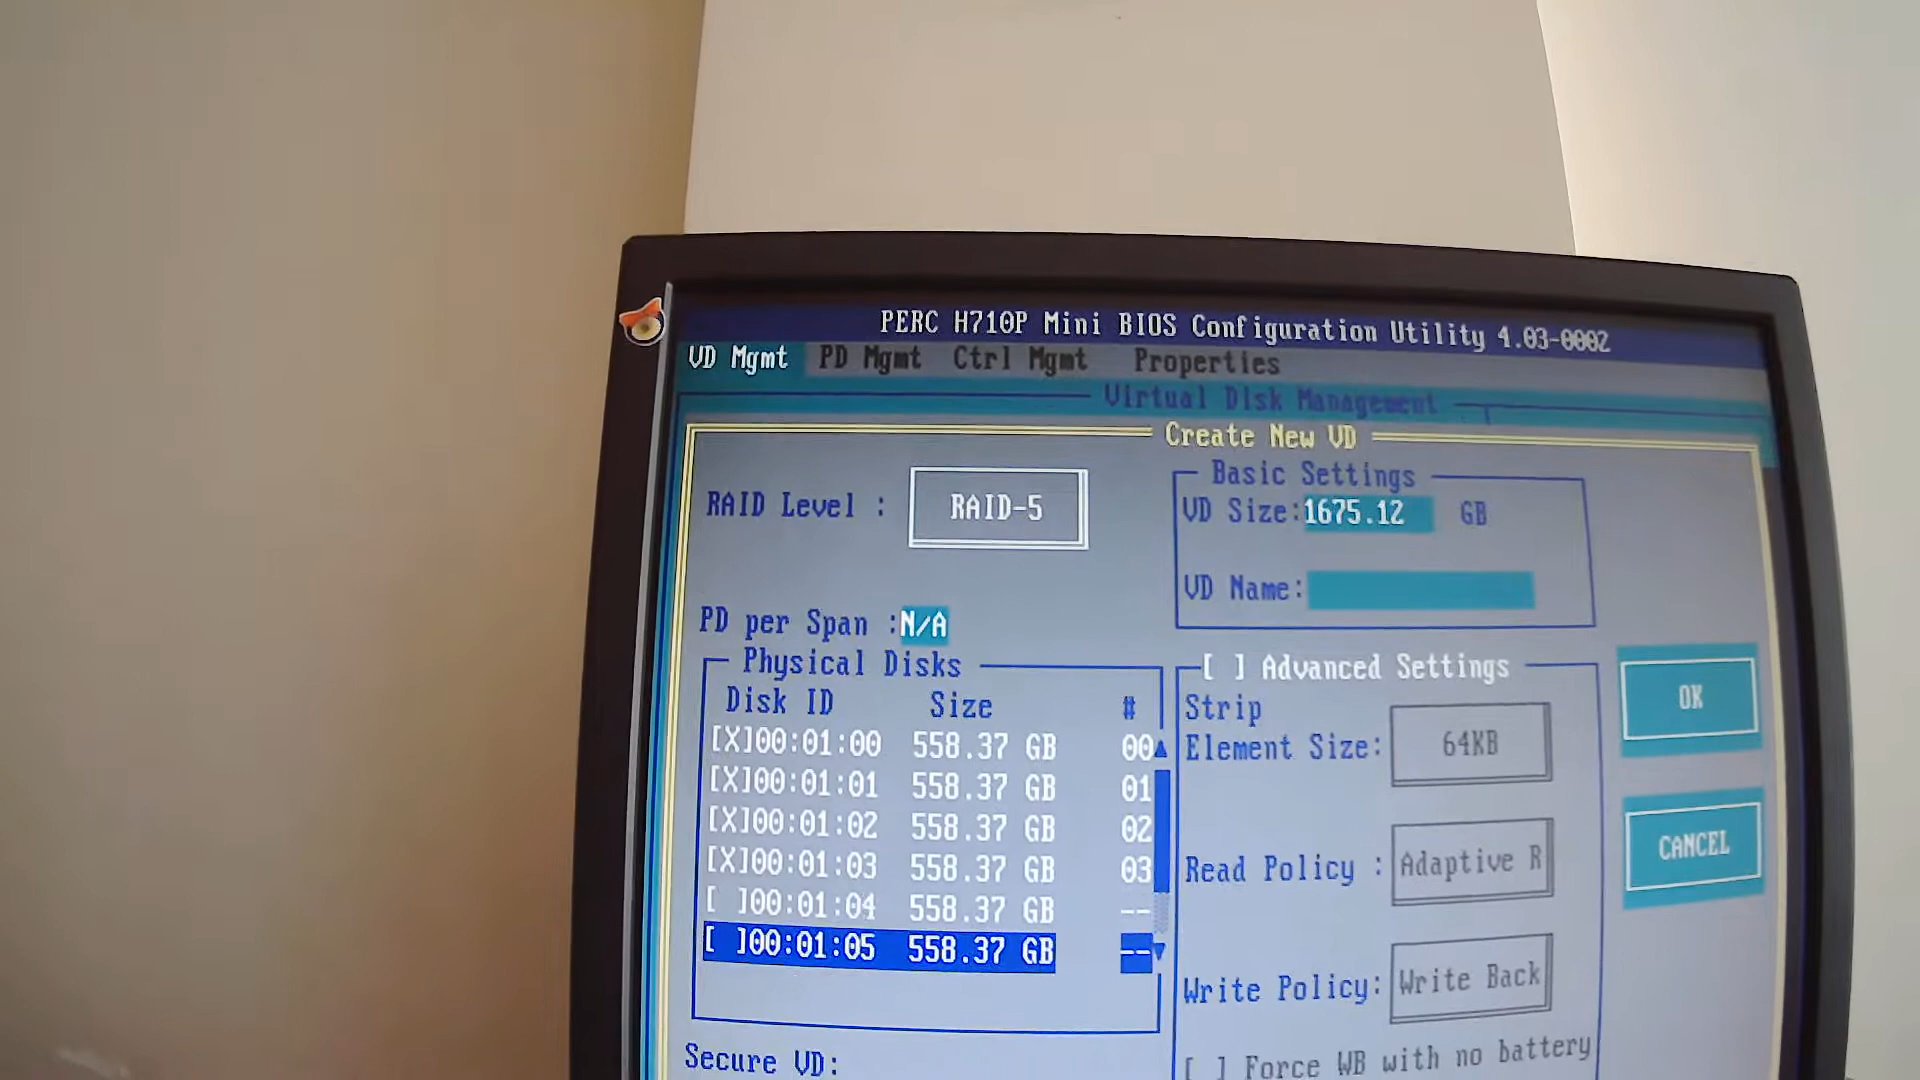 PERC H710P Mini BIOS Configuration Utility 4.03-0002
VD Mgmt PD Mgmt Ctrl Mgmt Properties
Virtual Disk Management
Create New VD
RAID Level : RAID-5
Basic Settings
VD Size: 1675.12 GB
VD Name:
PD per Span :N/A
Physical Disks
Disk ID Size #
[X]00:01:00 558.37 GB 00
[X]00:01:01 558.37 GB 01
[X]00:01:02 558.37 GB 02
[X]00:01:03 558.37 GB 03
[ ]00:01:04 558.37 GB --
[ ]00:01:05 558.37 GB --
Secure VD:
[ ] Advanced Settings
Strip
Element Size: 64KB
Read Policy : Adaptive R
Write Policy: Write Back
[ ] Force WB with no battery
OK
CANCEL